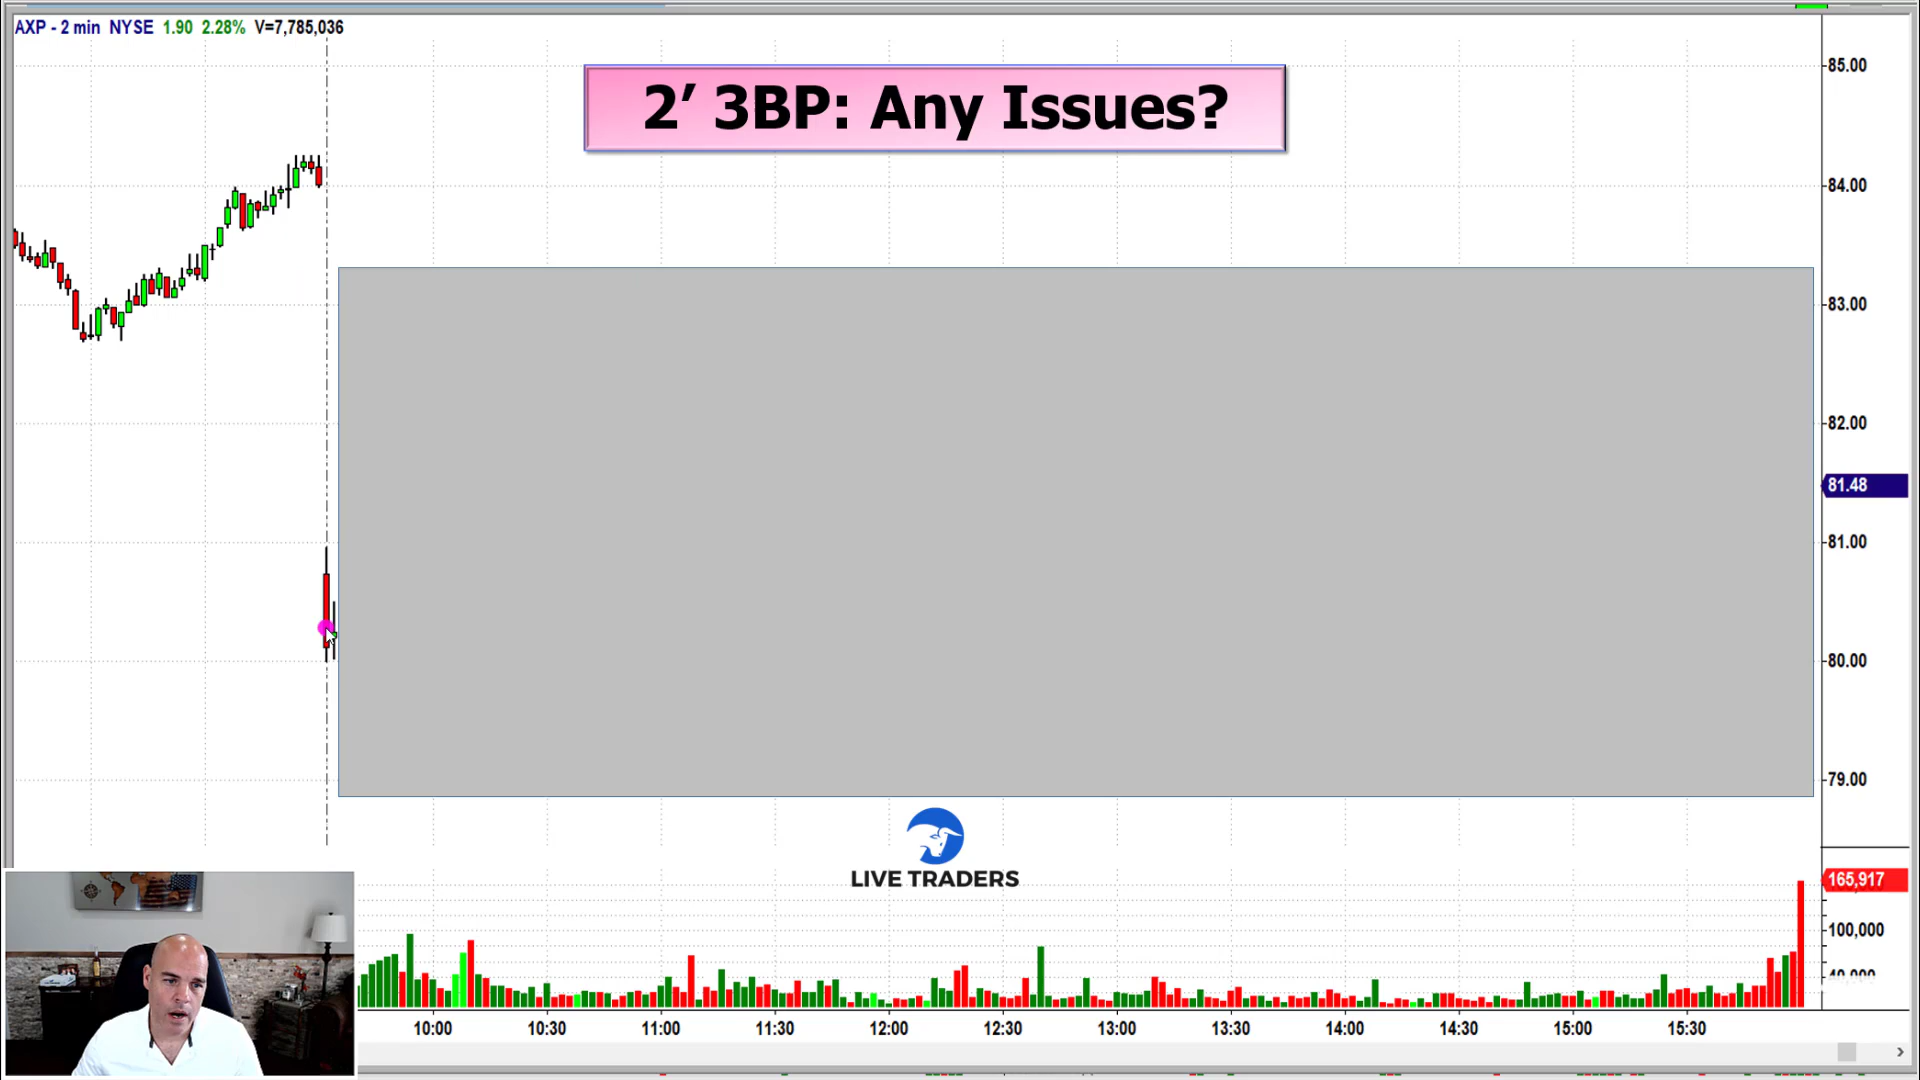 AXP - 2 min NYSE 1.90 2.28% V=7,785,036
2’ 3BP: Any Issues?
85.00
84.00
83.00
82.00
81.48
81.00
80.00
79.00
LIVE TRADERS
165,917
100,000
40,000
10:00 10:30 11:00 11:30 12:00 12:30 13:00 13:30 14:00 14:30 15:00 15:30